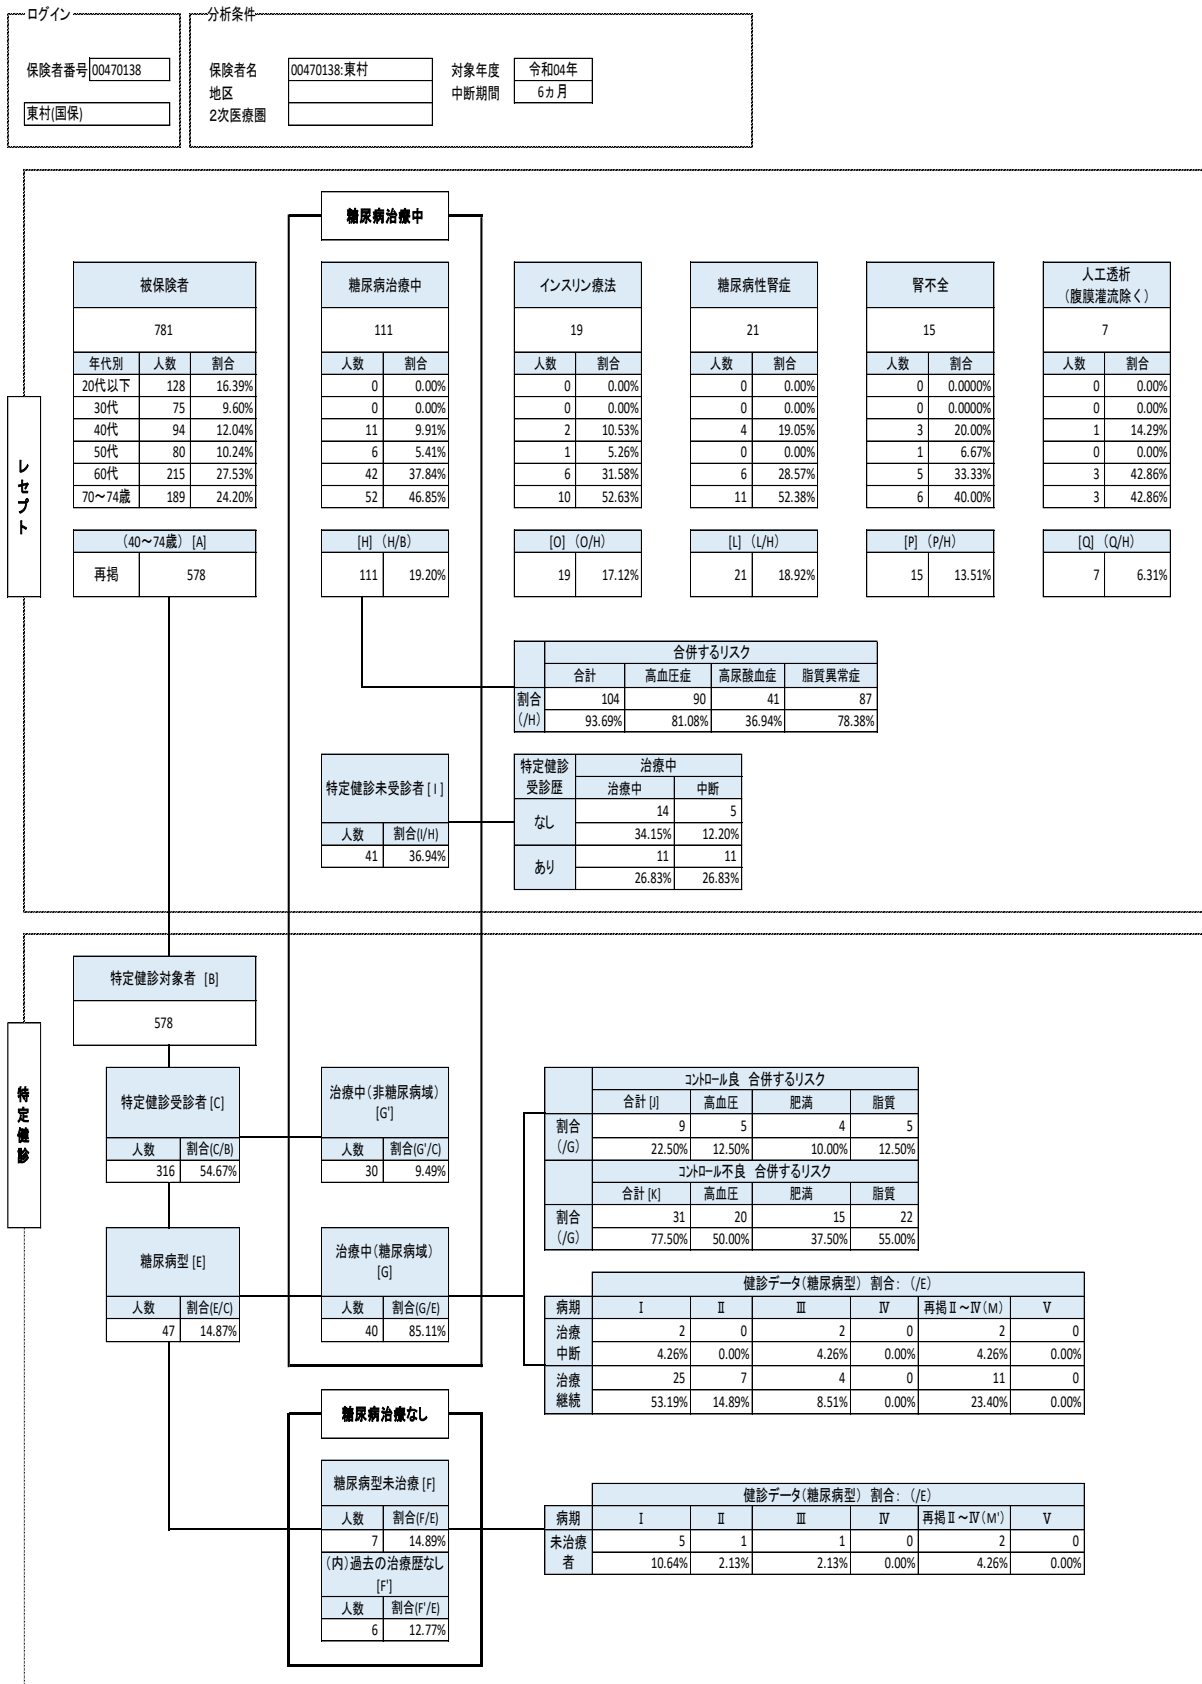 ログイン
保険者番号 00470138
東村(国保)
分析条件
保険者名 00470138:東村 対象年度 令和04年
地区 中断期間 6ヵ月
2次医療圏
レセプト
糖尿病治療中
被保険者 糖尿病治療中 インスリン療法 糖尿病性腎症 腎不全 人工透析
(腹膜灌流除く)
781 111 19 21 15 7
年代別 人数 割合 人数 割合 人数 割合 人数 割合 人数 割合 人数 割合
20代以下 128 16.39% 0 0.00% 0 0.00% 0 0.00% 0 0.0000% 0 0.00%
30代 75 9.60% 0 0.00% 0 0.00% 0 0.00% 0 0.0000% 0 0.00%
40代 94 12.04% 11 9.91% 2 10.53% 4 19.05% 3 20.00% 1 14.29%
50代 80 10.24% 6 5.41% 1 5.26% 0 0.00% 1 6.67% 0 0.00%
60代 215 27.53% 42 37.84% 6 31.58% 6 28.57% 5 33.33% 3 42.86%
70～74歳 189 24.20% 52 46.85% 10 52.63% 11 52.38% 6 40.00% 3 42.86%
(40～74歳) [A] [H] (H/B) [O] (O/H) [L] (L/H) [P] (P/H) [Q] (Q/H)
再掲 578 111 19.20% 19 17.12% 21 18.92% 15 13.51% 7 6.31%
合併するリスク
合計 高血圧症 高尿酸血症 脂質異常症
割合 104 90 41 87
(/H) 93.69% 81.08% 36.94% 78.38%
特定健診未受診者 [ I ]
人数 割合(I/H)
41 36.94%
特定健診 治療中
受診歴 治療中 中断
なし 14 5
34.15% 12.20%
あり 11 11
26.83% 26.83%
特定健診
特定健診対象者 [B]
578
特定健診受診者 [C]
人数 割合(C/B)
316 54.67%
治療中(非糖尿病域)
[G']
人数 割合(G'/C)
30 9.49%
コントロール良 合併するリスク
合計 [J] 高血圧 肥満 脂質
割合 9 5 4 5
(/G) 22.50% 12.50% 10.00% 12.50%
コントロール不良 合併するリスク
合計 [K] 高血圧 肥満 脂質
割合 31 20 15 22
(/G) 77.50% 50.00% 37.50% 55.00%
糖尿病型 [E]
人数 割合(E/C)
47 14.87%
治療中(糖尿病域)
[G]
人数 割合(G/E)
40 85.11%
健診データ(糖尿病型) 割合: (/E)
病期 Ⅰ Ⅱ Ⅲ Ⅳ 再掲Ⅱ～Ⅳ(M) Ⅴ
治療 2 0 2 0 2 0
中断 4.26% 0.00% 4.26% 0.00% 4.26% 0.00%
治療 25 7 4 0 11 0
継続 53.19% 14.89% 8.51% 0.00% 23.40% 0.00%
糖尿病治療なし
糖尿病型未治療 [F]
人数 割合(F/E)
7 14.89%
(内)過去の治療歴なし
[F']
人数 割合(F'/E)
6 12.77%
健診データ(糖尿病型) 割合: (/E)
病期 Ⅰ Ⅱ Ⅲ Ⅳ 再掲Ⅱ～Ⅳ(M') Ⅴ
未治療 5 1 1 0 2 0
者 10.64% 2.13% 2.13% 0.00% 4.26% 0.00%